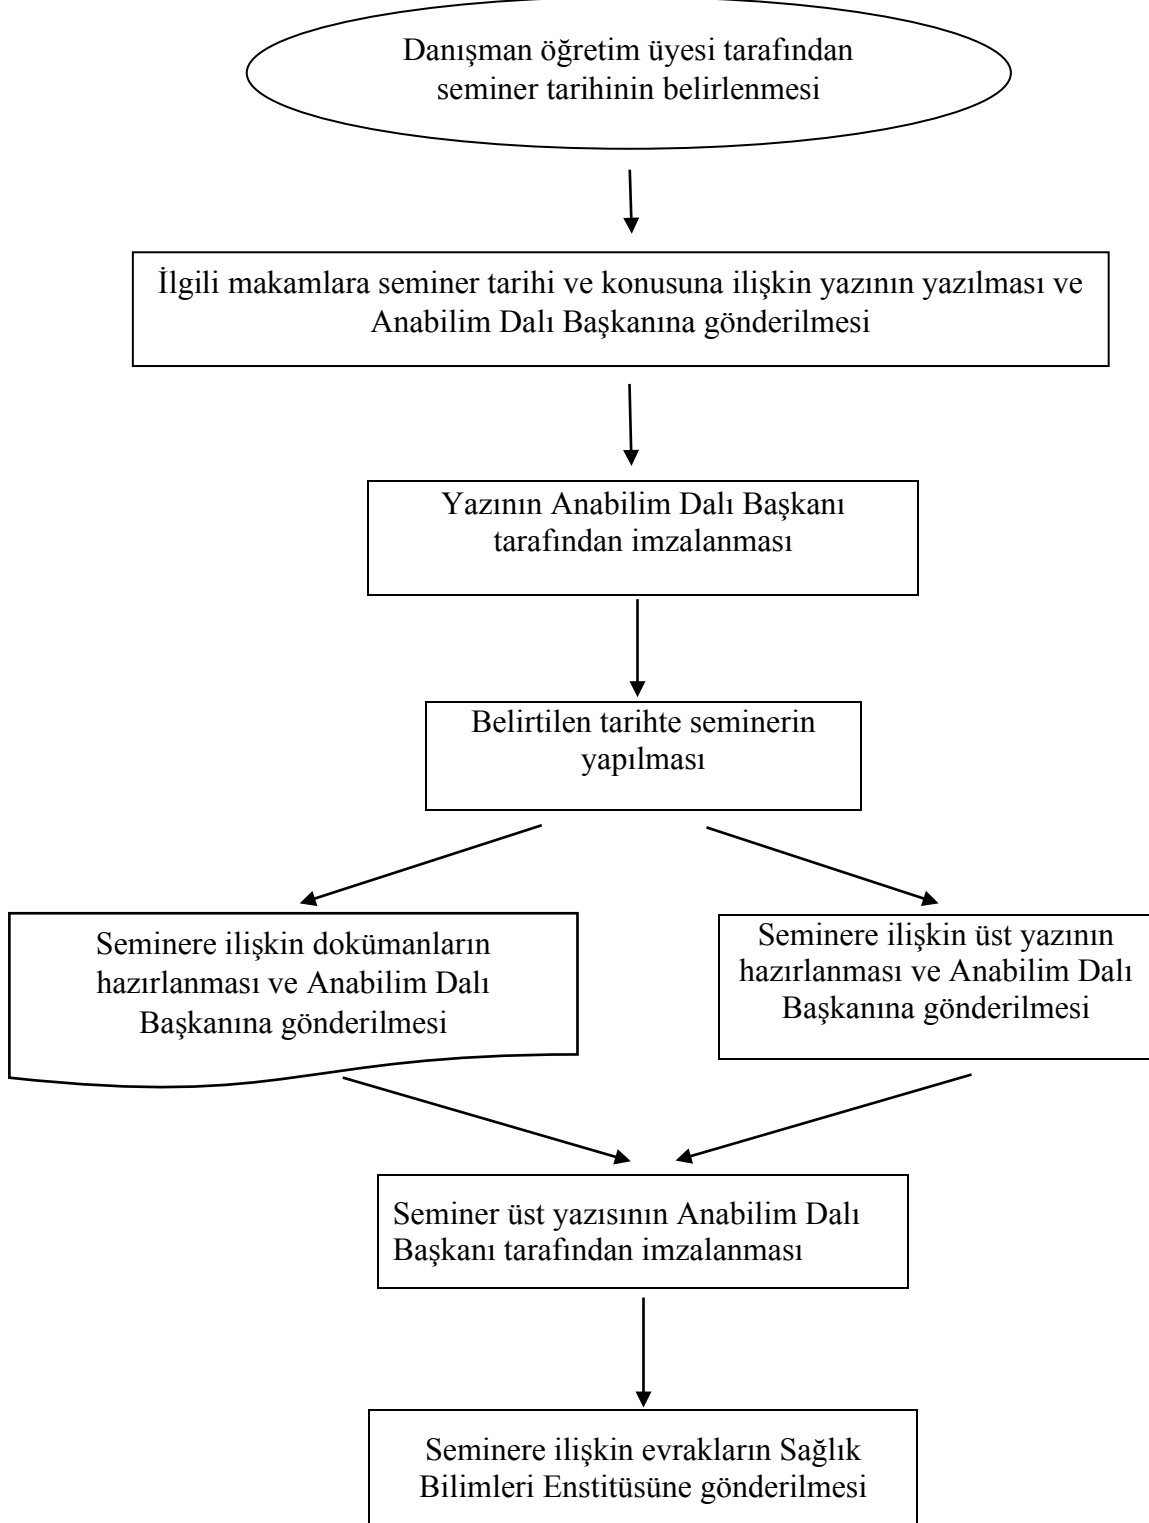 Danışman öğretim üyesi tarafından
seminer tarihinin belirlenmesi
İlgili makamlara seminer tarihi ve konusuna ilişkin yazının yazılması ve
Anabilim Dalı Başkanına gönderilmesi
Yazının Anabilim Dalı Başkanı
tarafından imzalanması
Belirtilen tarihte seminerin
yapılması
Seminere ilişkin dokümanların
hazırlanması ve Anabilim Dalı
Başkanına gönderilmesi
Seminere ilişkin üst yazının
hazırlanması ve Anabilim Dalı
Başkanına gönderilmesi
Seminer üst yazısının Anabilim Dalı
Başkanı tarafından imzalanması
Seminere ilişkin evrakların Sağlık
Bilimleri Enstitüsüne gönderilmesi